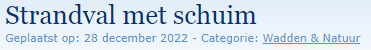 Strandval met schuim
Geplaatst op: 28 december 2022 - Categorie: Wadden & Natuur